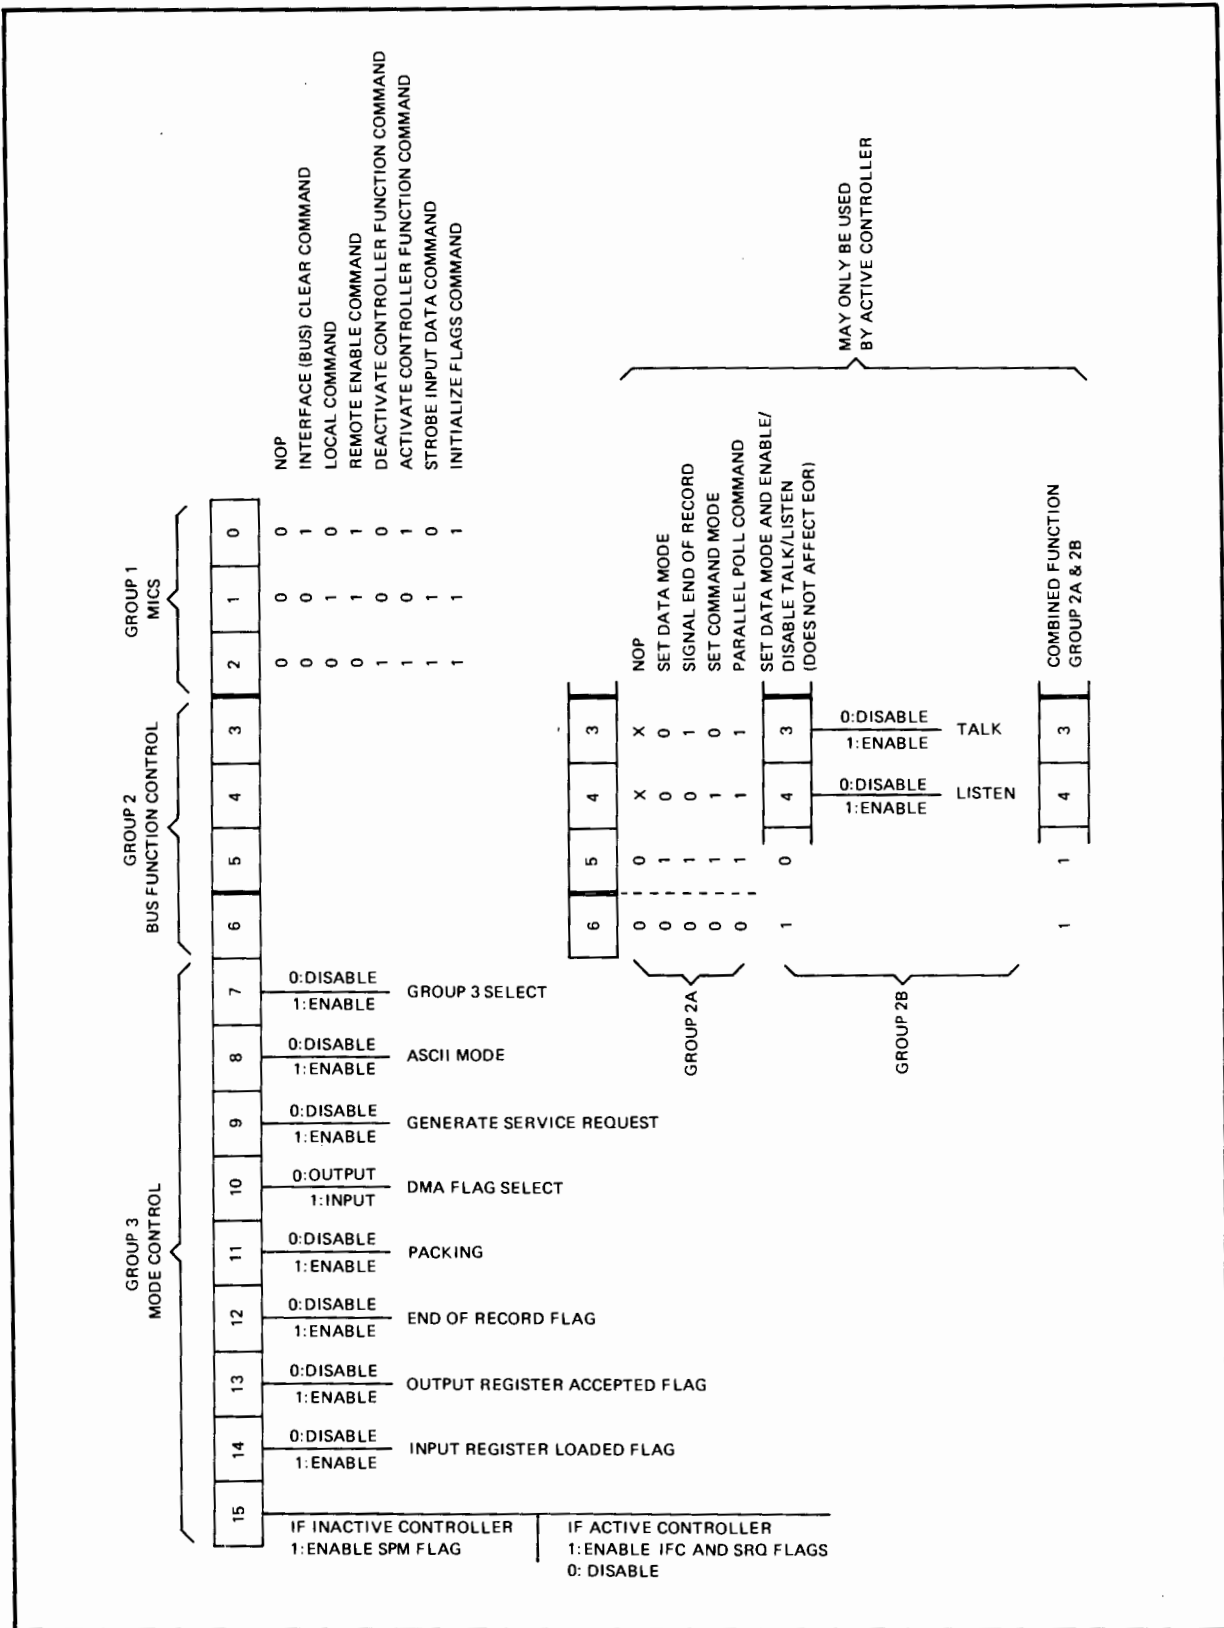 GROUP 3
MODE CONTROL
GROUP 2
BUS FUNCTION CONTROL
GROUP 1
MICS
15 14 13 12 11 10 9 8 7 6 5 4 3 2 1 0
0 0 0 NOP
0 0 1 INTERFACE (BUS) CLEAR COMMAND
0 1 0 LOCAL COMMAND
0 1 1 REMOTE ENABLE COMMAND
1 0 0 DEACTIVATE CONTROLLER FUNCTION COMMAND
1 0 1 ACTIVATE CONTROLLER FUNCTION COMMAND
1 1 0 STROBE INPUT DATA COMMAND
1 1 1 INITIALIZE FLAGS COMMAND
0:DISABLE
1:ENABLE
GROUP 3 SELECT
0:DISABLE
1:ENABLE
ASCII MODE
0:DISABLE
1:ENABLE
GENERATE SERVICE REQUEST
0:OUTPUT
1:INPUT
DMA FLAG SELECT
0:DISABLE
1:ENABLE
PACKING
0:DISABLE
1:ENABLE
END OF RECORD FLAG
0:DISABLE
1:ENABLE
OUTPUT REGISTER ACCEPTED FLAG
0:DISABLE
1:ENABLE
INPUT REGISTER LOADED FLAG
IF INACTIVE CONTROLLER
1:ENABLE SPM FLAG
IF ACTIVE CONTROLLER
1:ENABLE IFC AND SRQ FLAGS
0: DISABLE
6 5 4 3
0 0 X X NOP
0 1 0 0 SET DATA MODE
0 1 0 1 SIGNAL END OF RECORD
0 1 1 0 SET COMMAND MODE
0 1 1 1 PARALLEL POLL COMMAND
GROUP 2A
SET DATA MODE AND ENABLE/
1 0 4 3 DISABLE TALK/LISTEN
(DOES NOT AFFECT EOR)
0:DISABLE
1:ENABLE
TALK
0:DISABLE
1:ENABLE
LISTEN
GROUP 2B
1 1 4 3 COMBINED FUNCTION
GROUP 2A & 2B
MAY ONLY BE USED
BY ACTIVE CONTROLLER